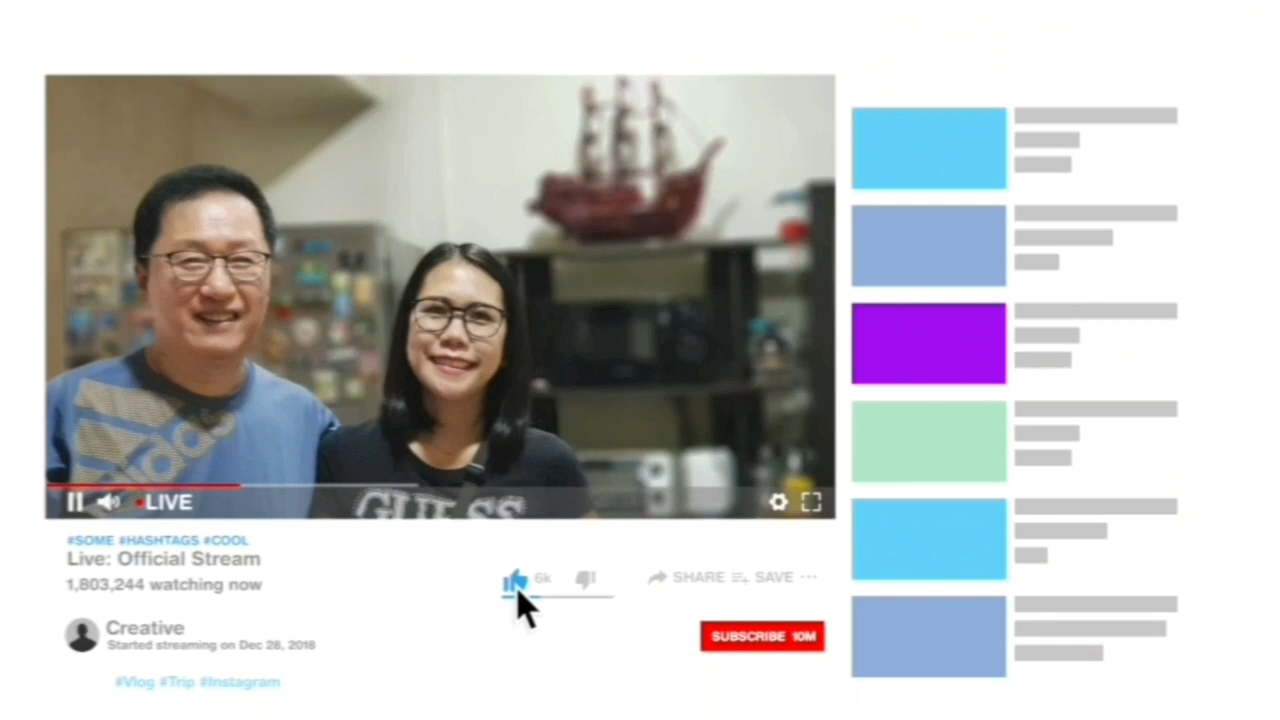 adidas
GUESS
LIVE
#SOME #HASHTAGS #COOL
Live: Official Stream
1,803,244 watching now
6k
SHARE SAVE
Creative
Started streaming on Dec 28, 2018
SUBSCRIBE 10M
#Vlog #Trip #Instagram